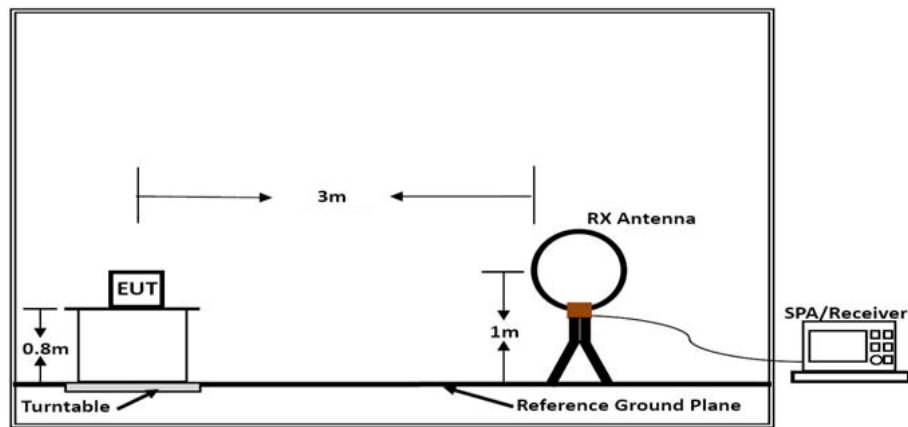 3m
RX Antenna
EUT
SPA/Receiver
0.8m
1m
Turntable
Reference Ground Plane